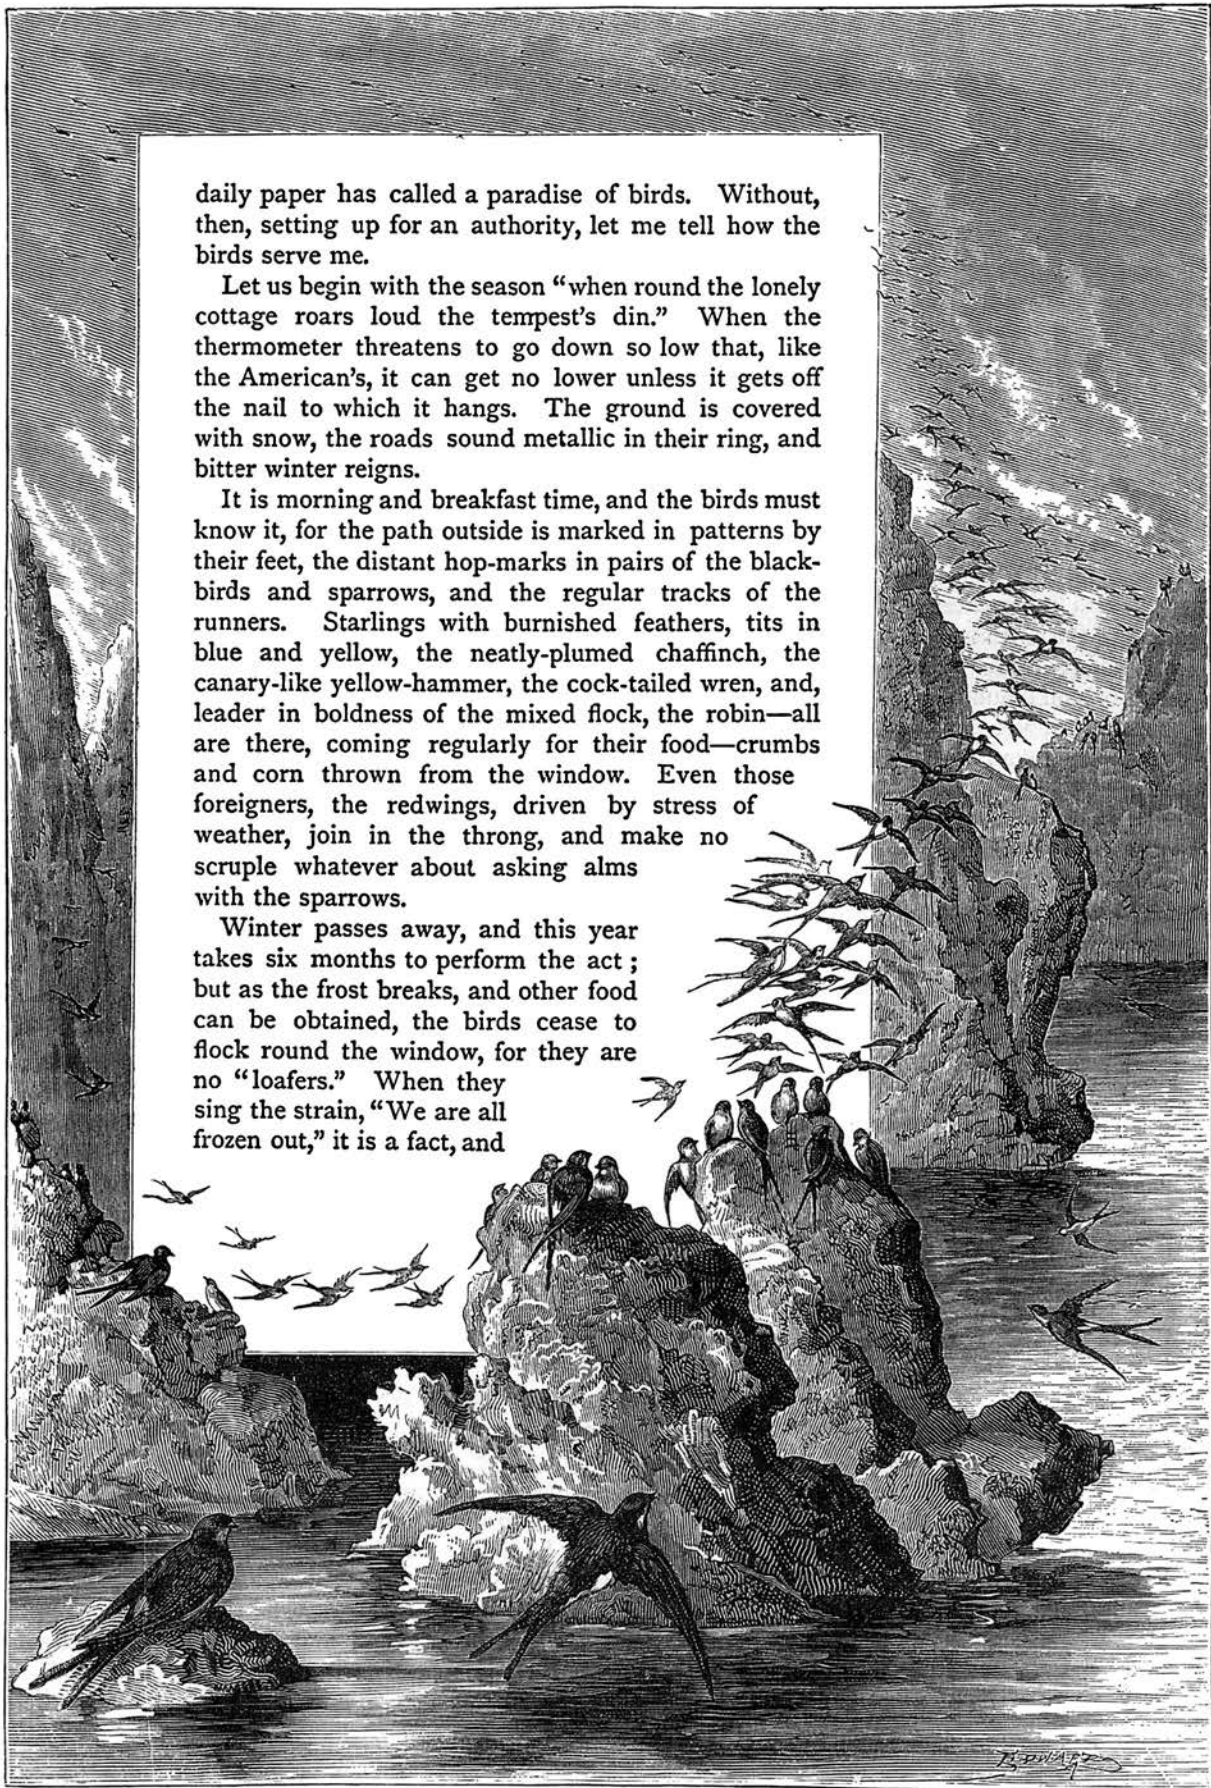 daily paper has called a paradise of birds. Without,
then, setting up for an authority, let me tell how the
birds serve me.
Let us begin with the season “when round the lonely
cottage roars loud the tempest’s din.” When the
thermometer threatens to go down so low that, like
the American’s, it can get no lower unless it gets off
the nail to which it hangs. The ground is covered
with snow, the roads sound metallic in their ring, and
bitter winter reigns.
It is morning and breakfast time, and the birds must
know it, for the path outside is marked in patterns by
their feet, the distant hop-marks in pairs of the black-
birds and sparrows, and the regular tracks of the
runners. Starlings with burnished feathers, tits in
blue and yellow, the neatly-plumed chaffinch, the
canary-like yellow-hammer, the cock-tailed wren, and,
leader in boldness of the mixed flock, the robin—all
are there, coming regularly for their food—crumbs
and corn thrown from the window. Even those
foreigners, the redwings, driven by stress of
weather, join in the throng, and make no
scruple whatever about asking alms
with the sparrows.
Winter passes away, and this year
takes six months to perform the act ;
but as the frost breaks, and other food
can be obtained, the birds cease to
flock round the window, for they are
no “loafers.” When they
sing the strain, “We are all
frozen out,” it is a fact, and